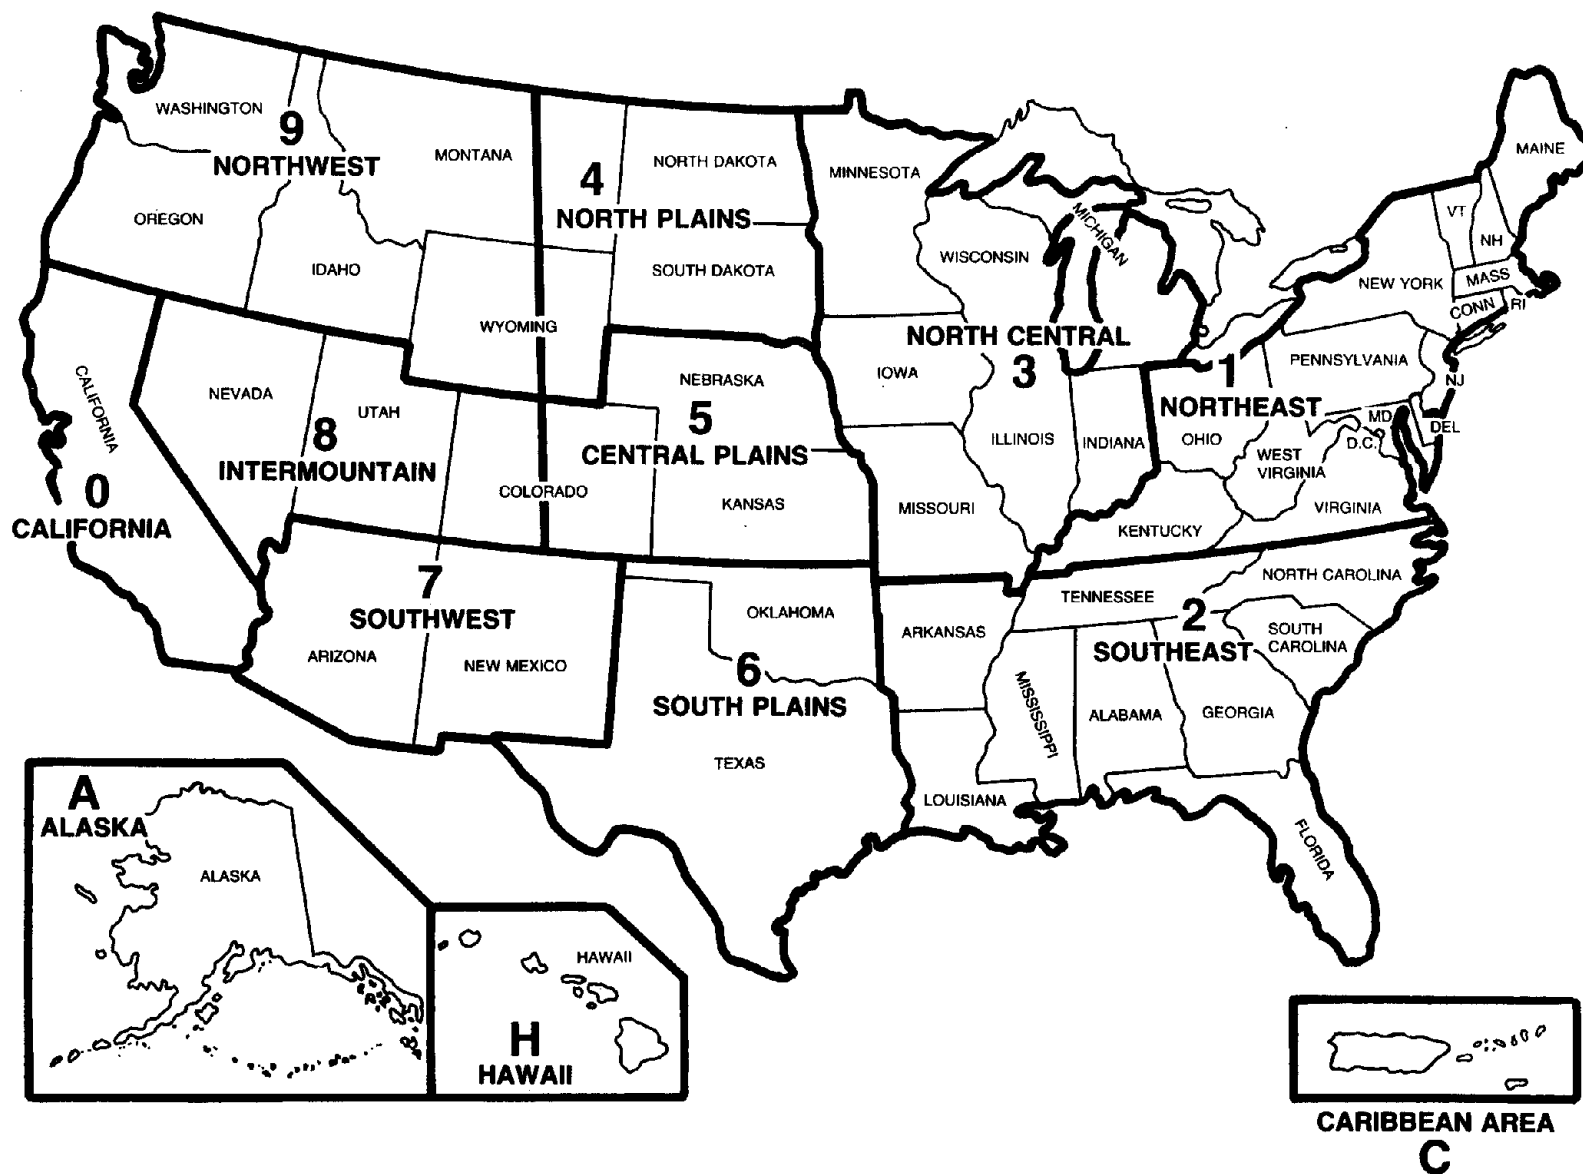 WASHINGTON
9
NORTHWEST
MONTANA
OREGON
IDAHO
WYOMING
4
NORTH PLAINS
NORTH DAKOTA
SOUTH DAKOTA
MINNESOTA
WISCONSIN
MICHIGAN
NORTH CENTRAL
3
IOWA
ILLINOIS
INDIANA
MISSOURI
MAINE
VT
NH
MASS
NEW YORK
CONN
RI
PENNSYLVANIA
NJ
1
NORTHEAST
OHIO
MD
DEL
D.C.
WEST
VIRGINIA
VIRGINIA
KENTUCKY
NEBRASKA
5
CENTRAL PLAINS
KANSAS
COLORADO
NEVADA
UTAH
8
INTERMOUNTAIN
CALIFORNIA
0
CALIFORNIA
7
SOUTHWEST
ARIZONA
NEW MEXICO
OKLAHOMA
6
SOUTH PLAINS
TEXAS
ARKANSAS
LOUISIANA
TENNESSEE
NORTH CAROLINA
2
SOUTHEAST
SOUTH
CAROLINA
MISSISSIPPI
ALABAMA
GEORGIA
FLORIDA
A
ALASKA
ALASKA
HAWAII
H
HAWAII
CARIBBEAN AREA
C